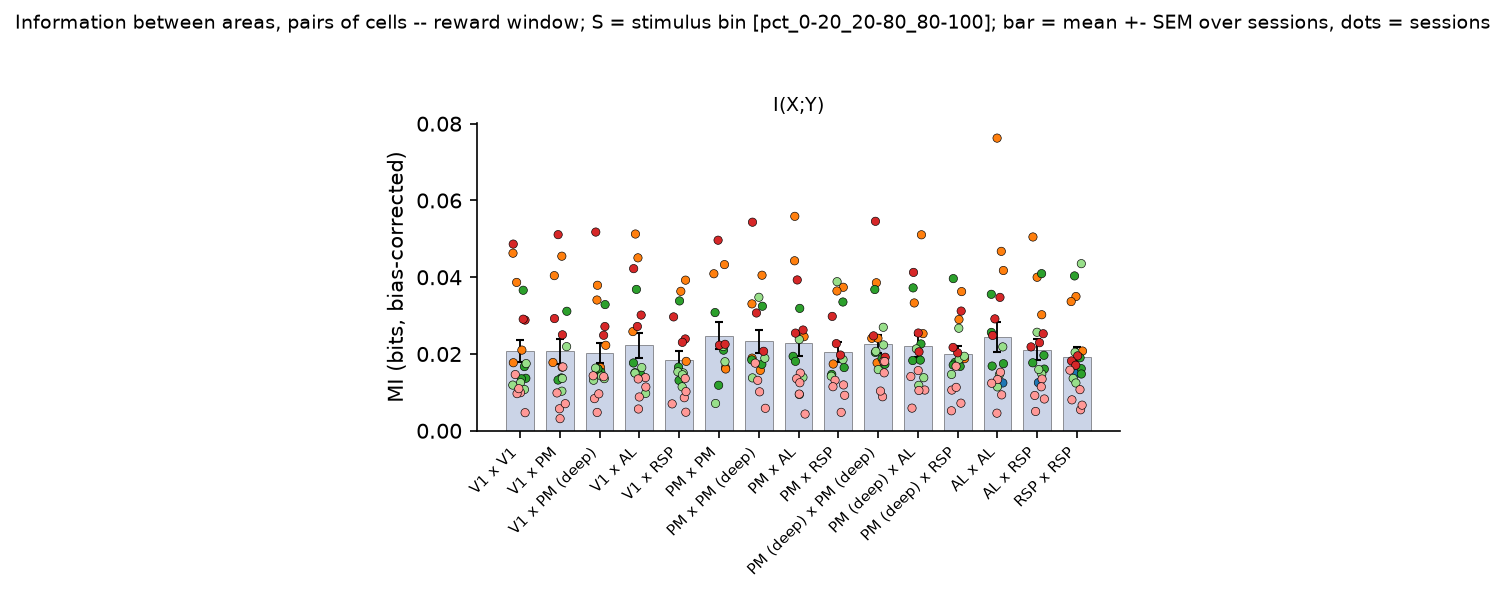 Information between areas, pairs of cells -- reward window; S = stimulus bin [pct_0-20_20-80_80-100]; bar = mean +- SEM over sessions, dots = sessions
I(X;Y)
MI (bits, bias-corrected)
0.08
0.06
0.04
0.02
0.00
V1 x V1
V1 x PM
V1 x PM (deep)
V1 x AL
V1 x RSP
PM x PM
PM x PM (deep)
PM x AL
PM x RSP
PM (deep) x PM (deep)
PM (deep) x AL
PM (deep) x RSP
AL x AL
AL x RSP
RSP x RSP